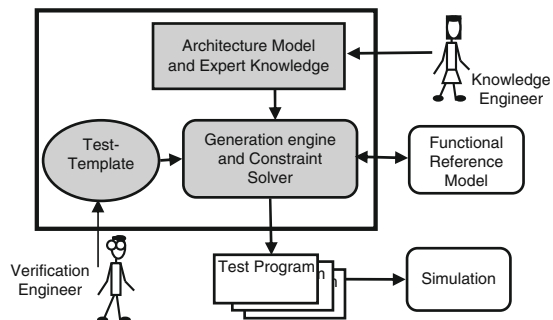 Architecture Model
and Expert Knowledge
Knowledge
Engineer
Test-
Template
Generation engine
and Constraint
Solver
Functional
Reference
Model
Verification
Engineer
Test Program
m
m
Simulation